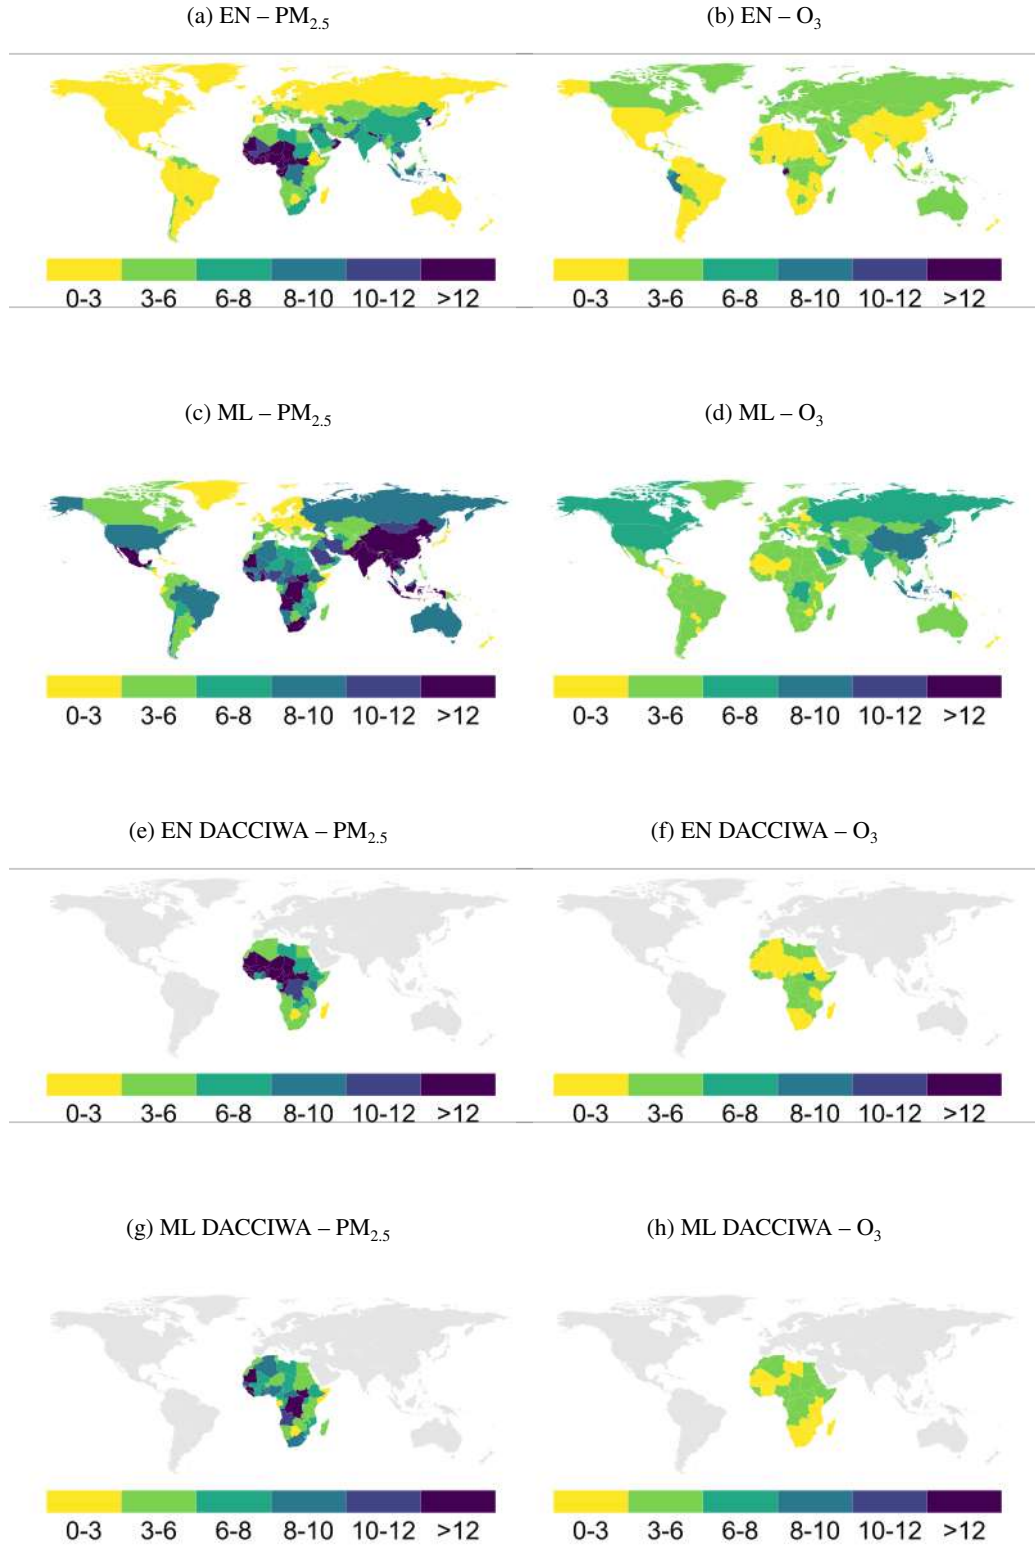 (a) EN – PM2.5
(b) EN – O3
0-3 3-6 6-8 8-10 10-12 >12
0-3 3-6 6-8 8-10 10-12 >12
(c) ML – PM2.5
(d) ML – O3
0-3 3-6 6-8 8-10 10-12 >12
0-3 3-6 6-8 8-10 10-12 >12
(e) EN DACCIWA – PM2.5
(f) EN DACCIWA – O3
0-3 3-6 6-8 8-10 10-12 >12
0-3 3-6 6-8 8-10 10-12 >12
(g) ML DACCIWA – PM2.5
(h) ML DACCIWA – O3
0-3 3-6 6-8 8-10 10-12 >12
0-3 3-6 6-8 8-10 10-12 >12